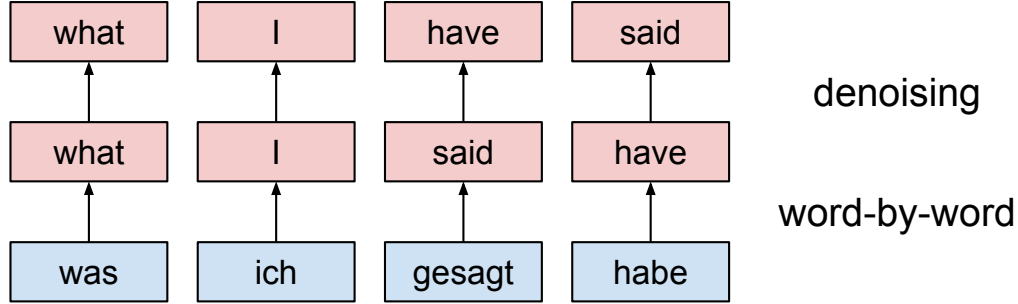 what I have said
denoising
what I said have
word-by-word
was ich gesagt habe